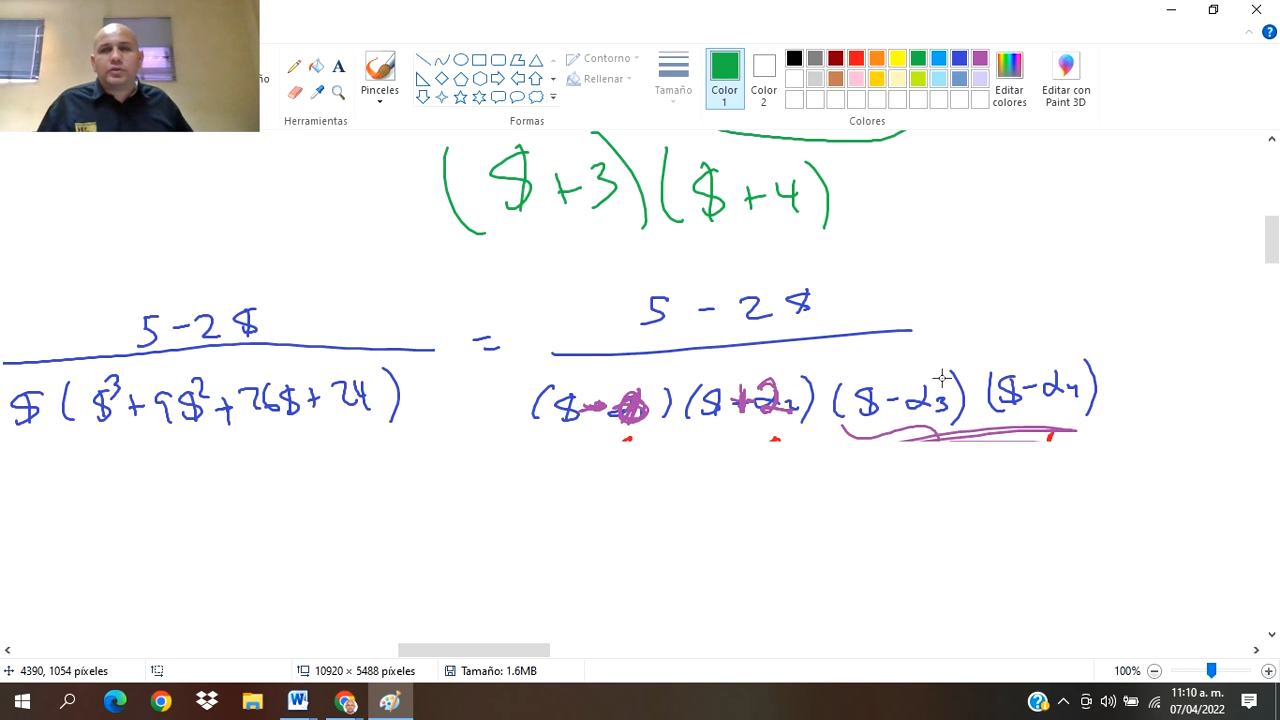 Contorno
Rellenar
Pinceles
Tamaño
Color 1
Color 2
Editar colores
Editar con Paint 3D
Herramientas
Formas
Colores
($ + 3) ($ + 4)
5 - 2$
= 5 - 2$
$ ($³ + 9$² + 26$ + 24)
($ - ) ($ + 2) ($ - α3) ($ - α4)
4390, 1054 píxeles
10920 × 5488 píxeles
Tamaño: 1.6MB
100%
11:10 a. m.
07/04/2022